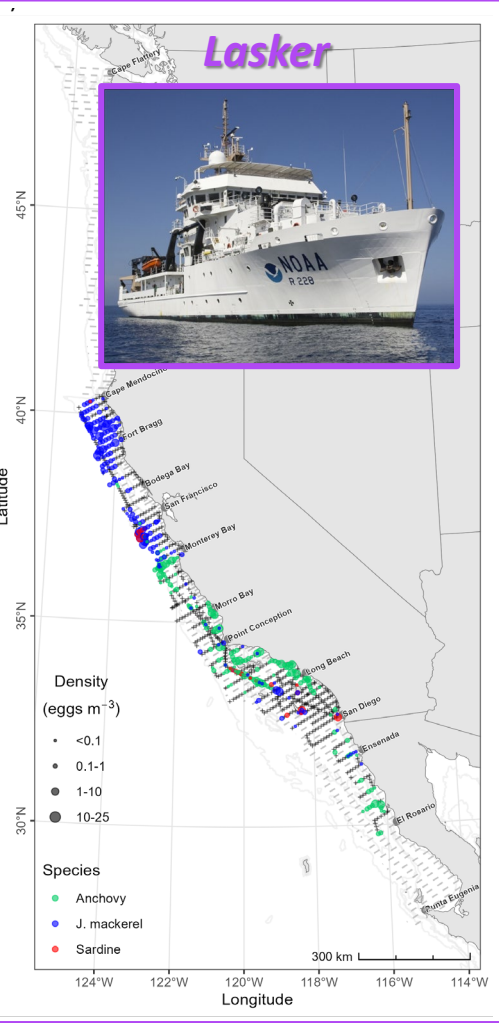 Lasker
Cape Flattery
NOAA
R 228
45°N
Cape Mendocino
40°N
Fort Bragg
Bodega Bay
San Francisco
Latitude
Monterey Bay
Morro Bay
35°N
Point Conception
Long Beach
San Diego
Ensenada
El Rosario
30°N
Punta Eugenia
Density
(eggs m⁻³)
<0.1
0.1-1
1-10
10-25
Species
Anchovy
J. mackerel
Sardine
300 km
124°W 122°W 120°W 118°W 116°W 114°W
Longitude